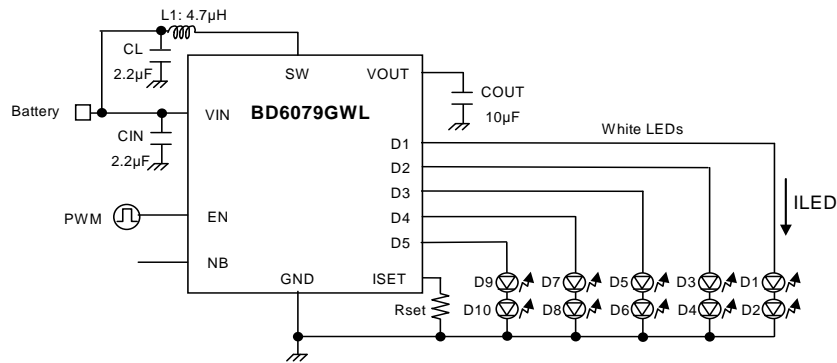 L1: 4.7µH
CL
2.2µF
SW
VOUT
COUT
10µF
Battery
VIN
BD6079GWL
CIN
2.2µF
White LEDs
D1
D2
D3
D4
D5
ILED
PWM
EN
NB
GND
ISET
Rset
D9
D7
D5
D3
D1
D10
D8
D6
D4
D2